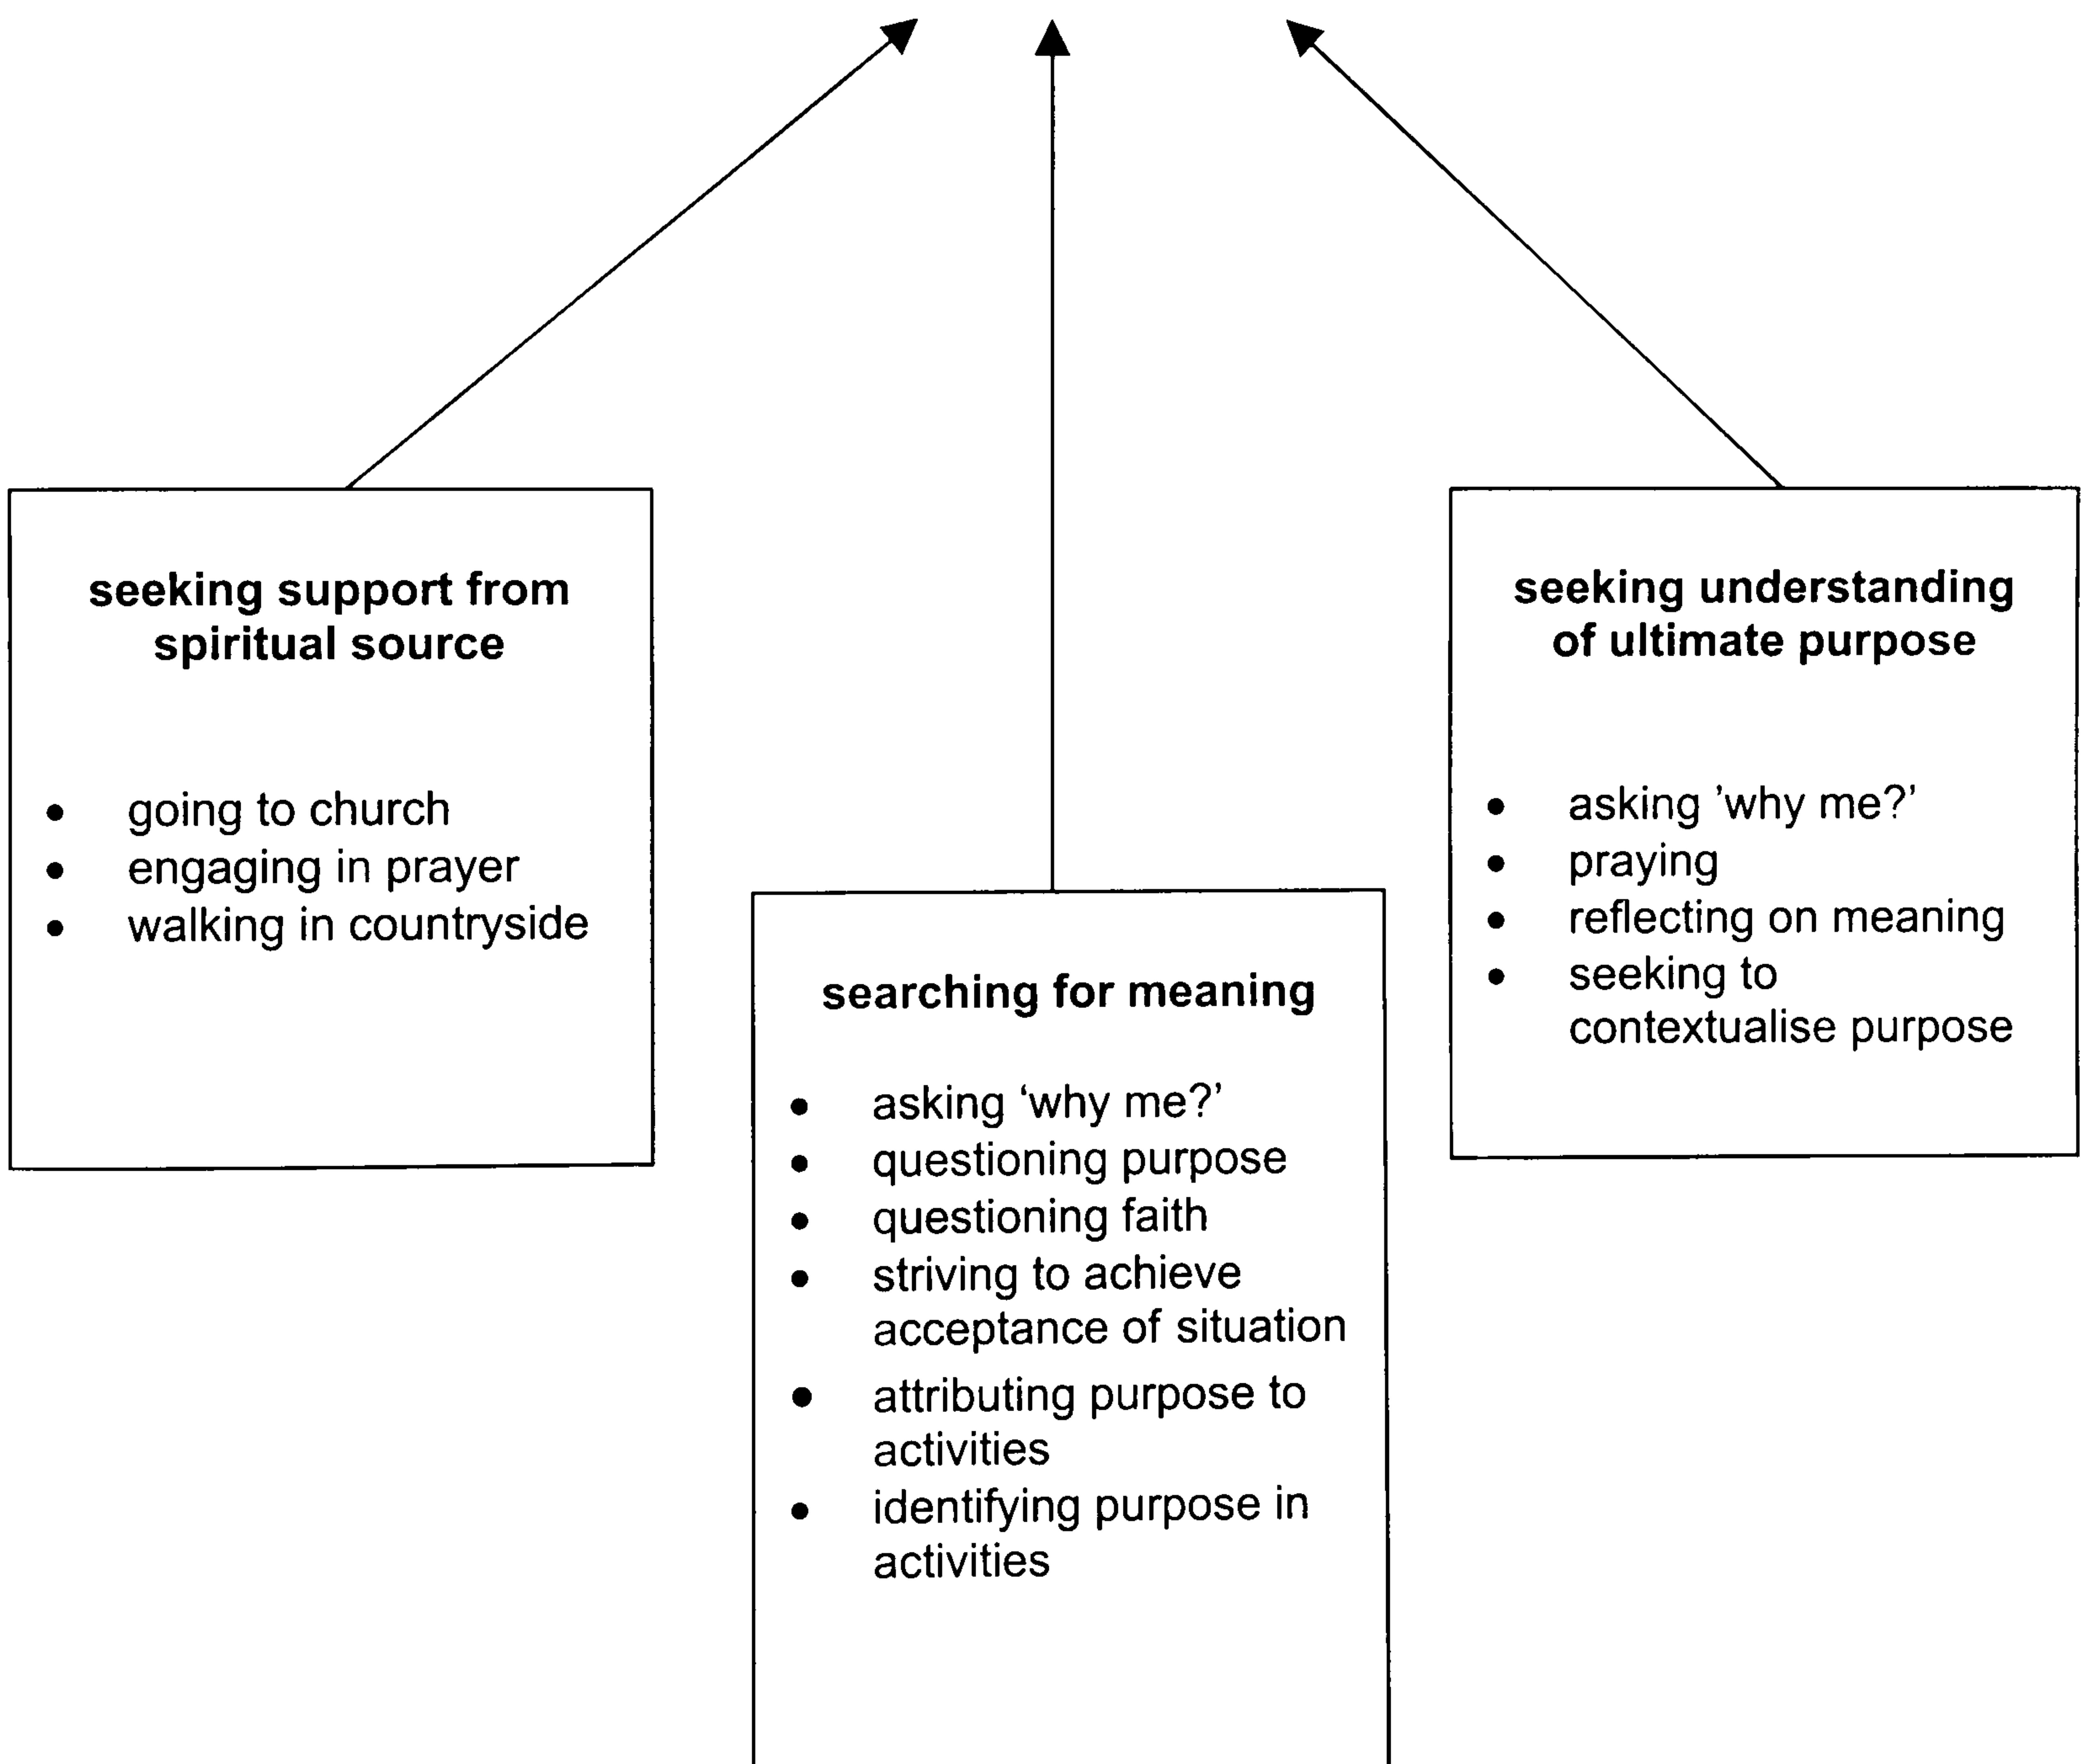 seeking support from
spiritual source
• going to church
• engaging in prayer
• walking in countryside
searching for meaning
• asking ‘why me?’
• questioning purpose
• questioning faith
• striving to achieve
acceptance of situation
• attributing purpose to
activities
• identifying purpose in
activities
seeking understanding
of ultimate purpose
• asking ’why me?’
• praying
• reflecting on meaning
• seeking to
contextualise purpose